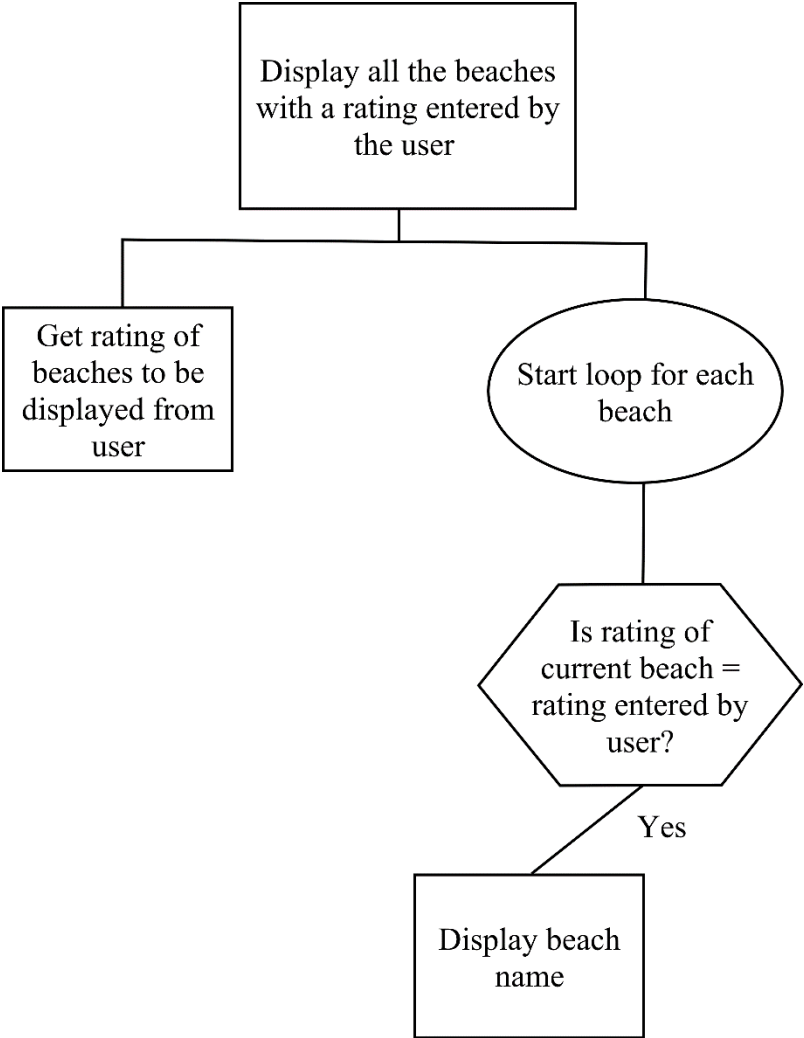 Display all the beaches
with a rating entered by
the user
Get rating of
beaches to be
displayed from
user
Start loop for each
beach
Is rating of
current beach =
rating entered by
user?
Yes
Display beach
name